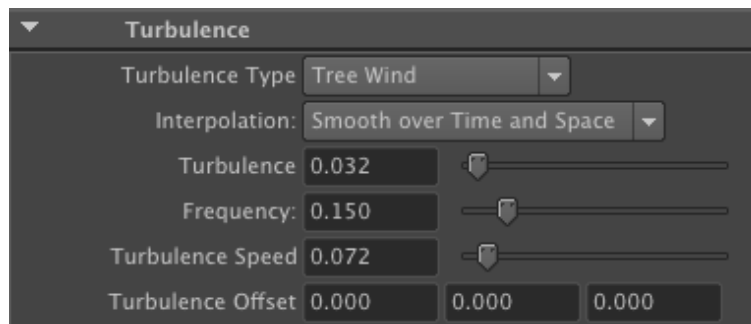 Turbulence
Turbulence Type Tree Wind
Interpolation: Smooth over Time and Space
Turbulence 0.032
Frequency: 0.150
Turbulence Speed 0.072
Turbulence Offset 0.000 0.000 0.000